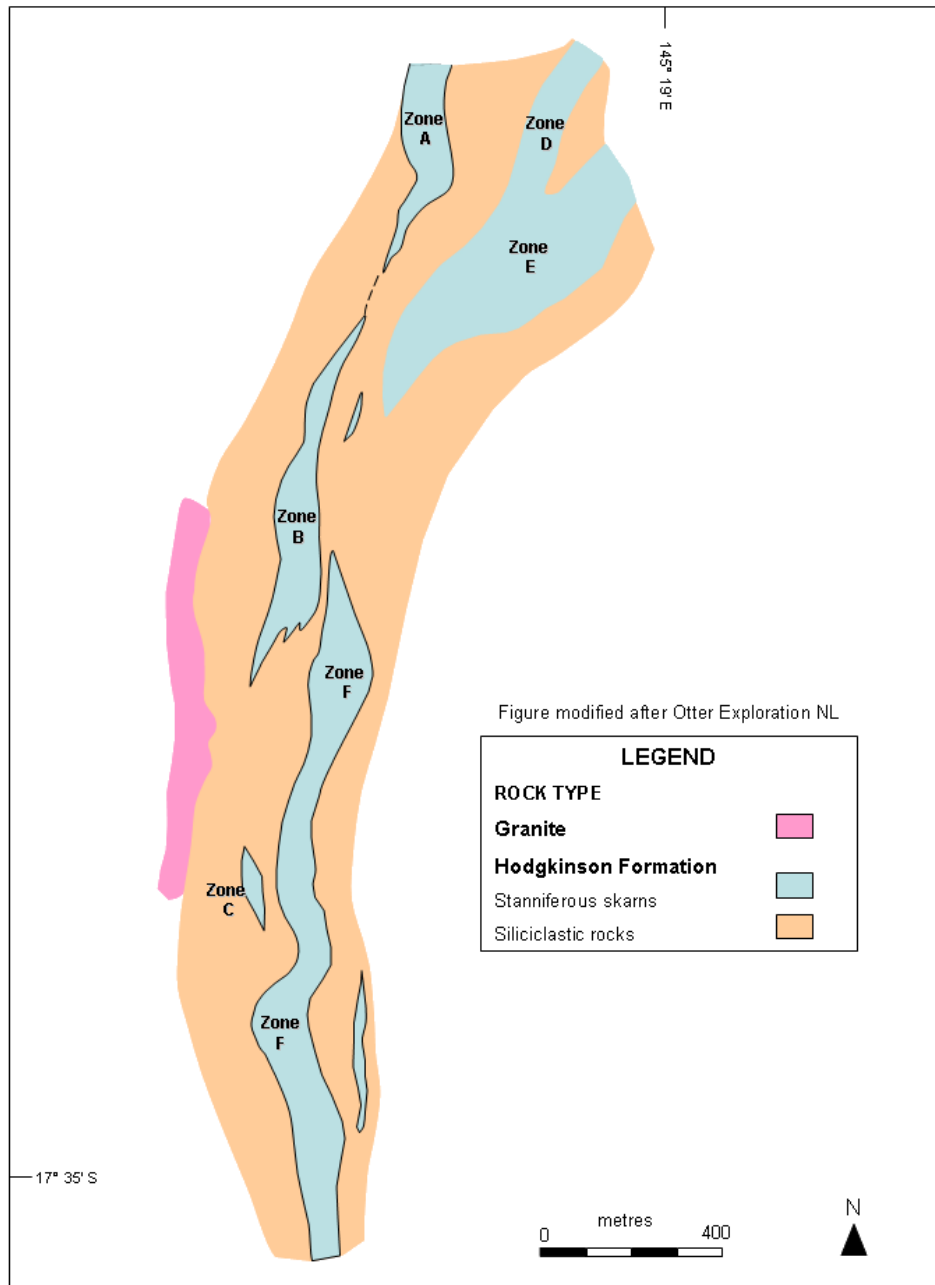 145° 19' E
Zone
A
Zone
D
Zone
E
Zone
B
Zone
F
Figure modified after Otter Exploration NL
LEGEND
ROCK TYPE
Granite
Hodgkinson Formation
Stanniferous skarns
Siliciclastic rocks
Zone
C
Zone
F
17° 35' S
0 metres 400
N